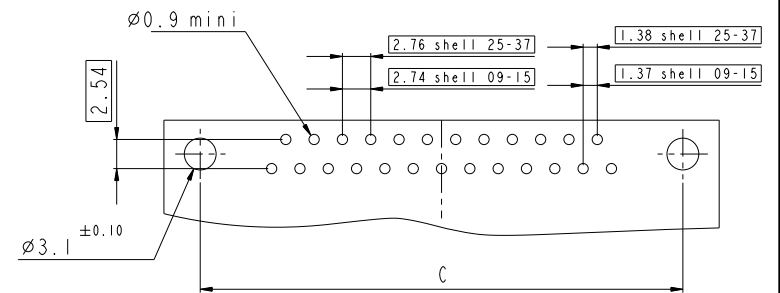 Ø0.9 mini
2.76 shell 25-37
1.38 shell 25-37
2.74 shell 09-15
1.37 shell 09-15
2.54
Ø3.1 ±0.10
C